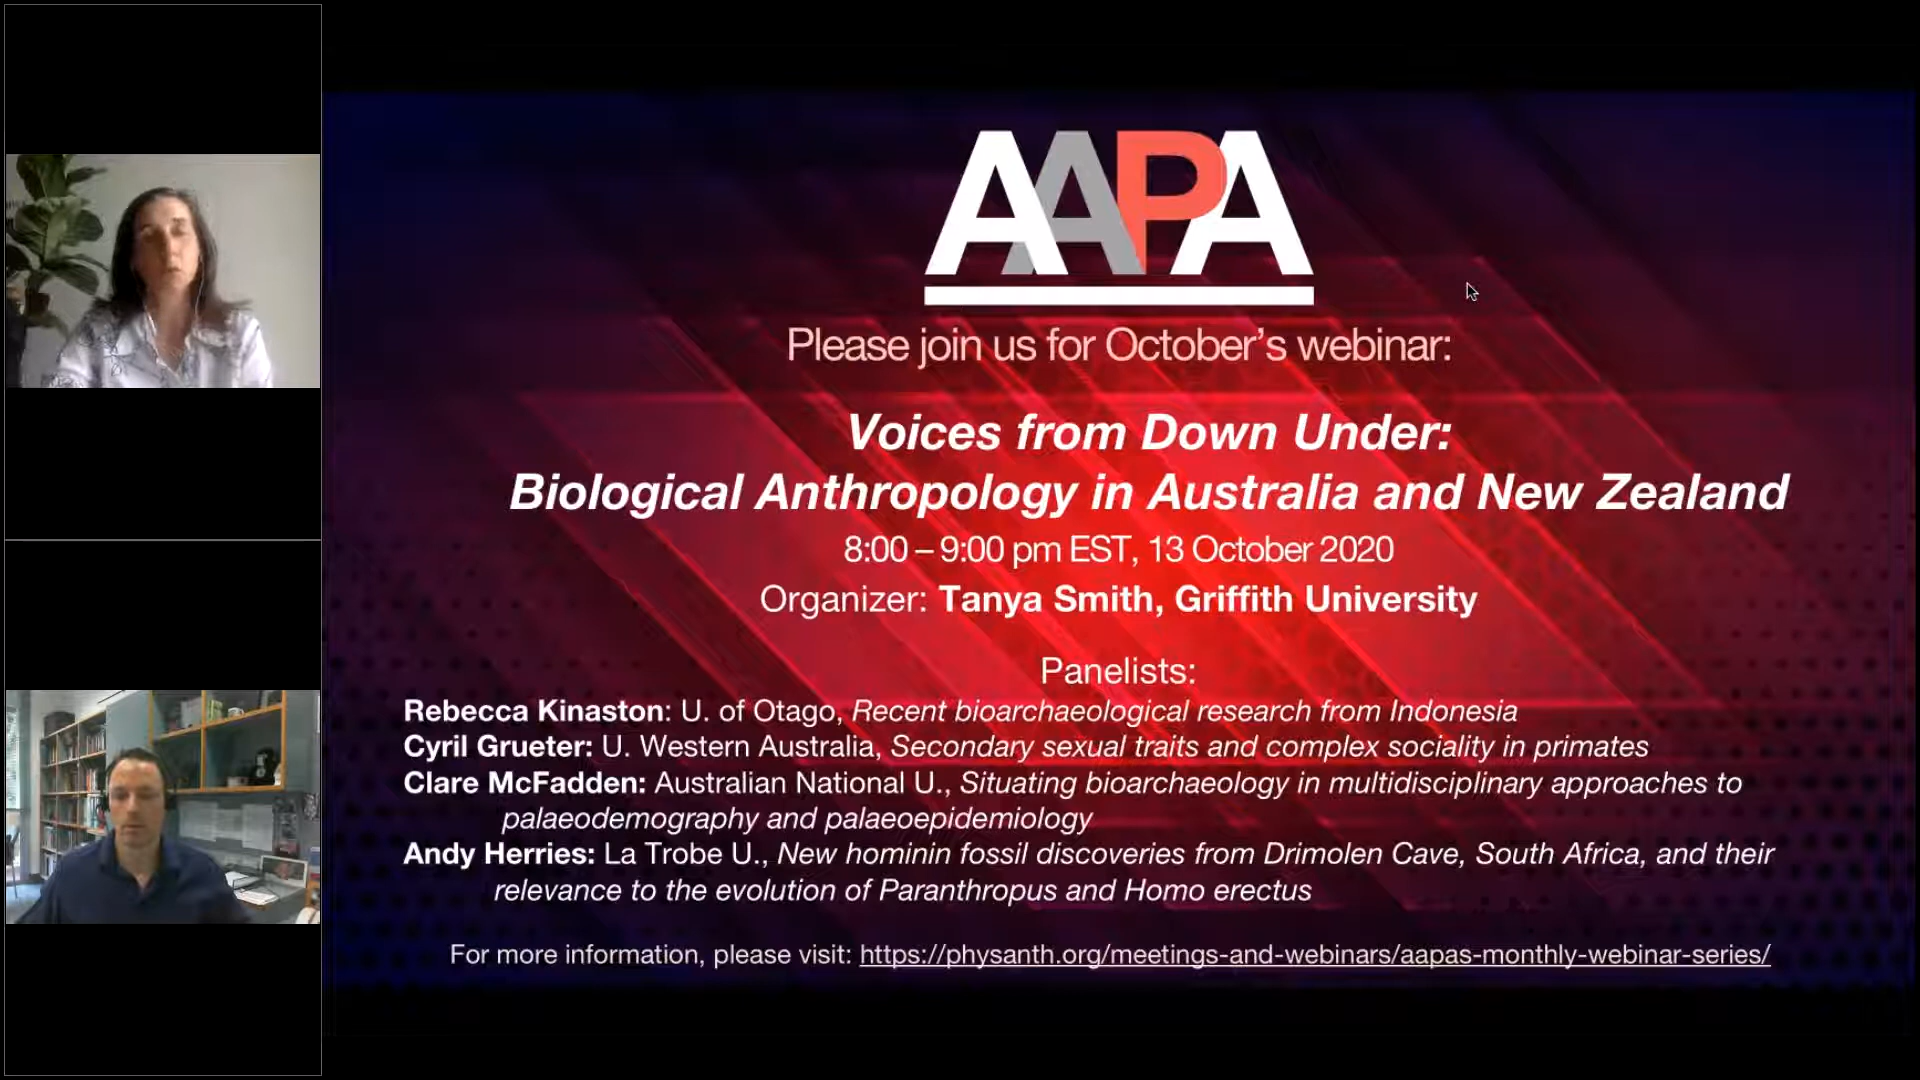 AAPA
Please join us for October’s webinar:
Voices from Down Under:
Biological Anthropology in Australia and New Zealand
8:00 – 9:00 pm EST, 13 October 2020
Organizer: Tanya Smith, Griffith University
Panelists:
Rebecca Kinaston: U. of Otago, Recent bioarchaeological research from Indonesia
Cyril Grueter: U. Western Australia, Secondary sexual traits and complex sociality in primates
Clare McFadden: Australian National U., Situating bioarchaeology in multidisciplinary approaches to
palaeodemography and palaeoepidemiology
Andy Herries: La Trobe U., New hominin fossil discoveries from Drimolen Cave, South Africa, and their
relevance to the evolution of Paranthropus and Homo erectus
For more information, please visit: https://physanth.org/meetings-and-webinars/aapas-monthly-webinar-series/